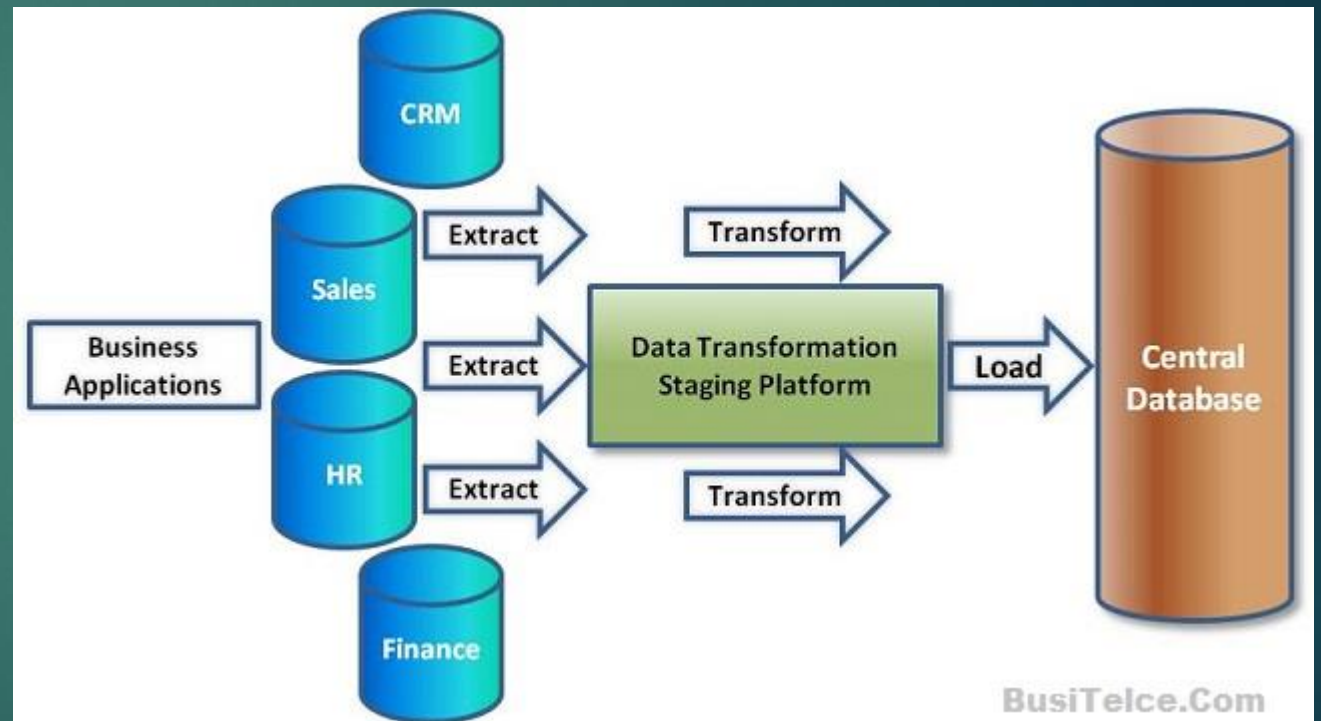 CRM
Extract
Transform
Sales
Business
Applications
Extract
Data Transformation
Staging Platform
Load
Central
Database
HR
Extract
Transform
Finance
BusiTelce.Com